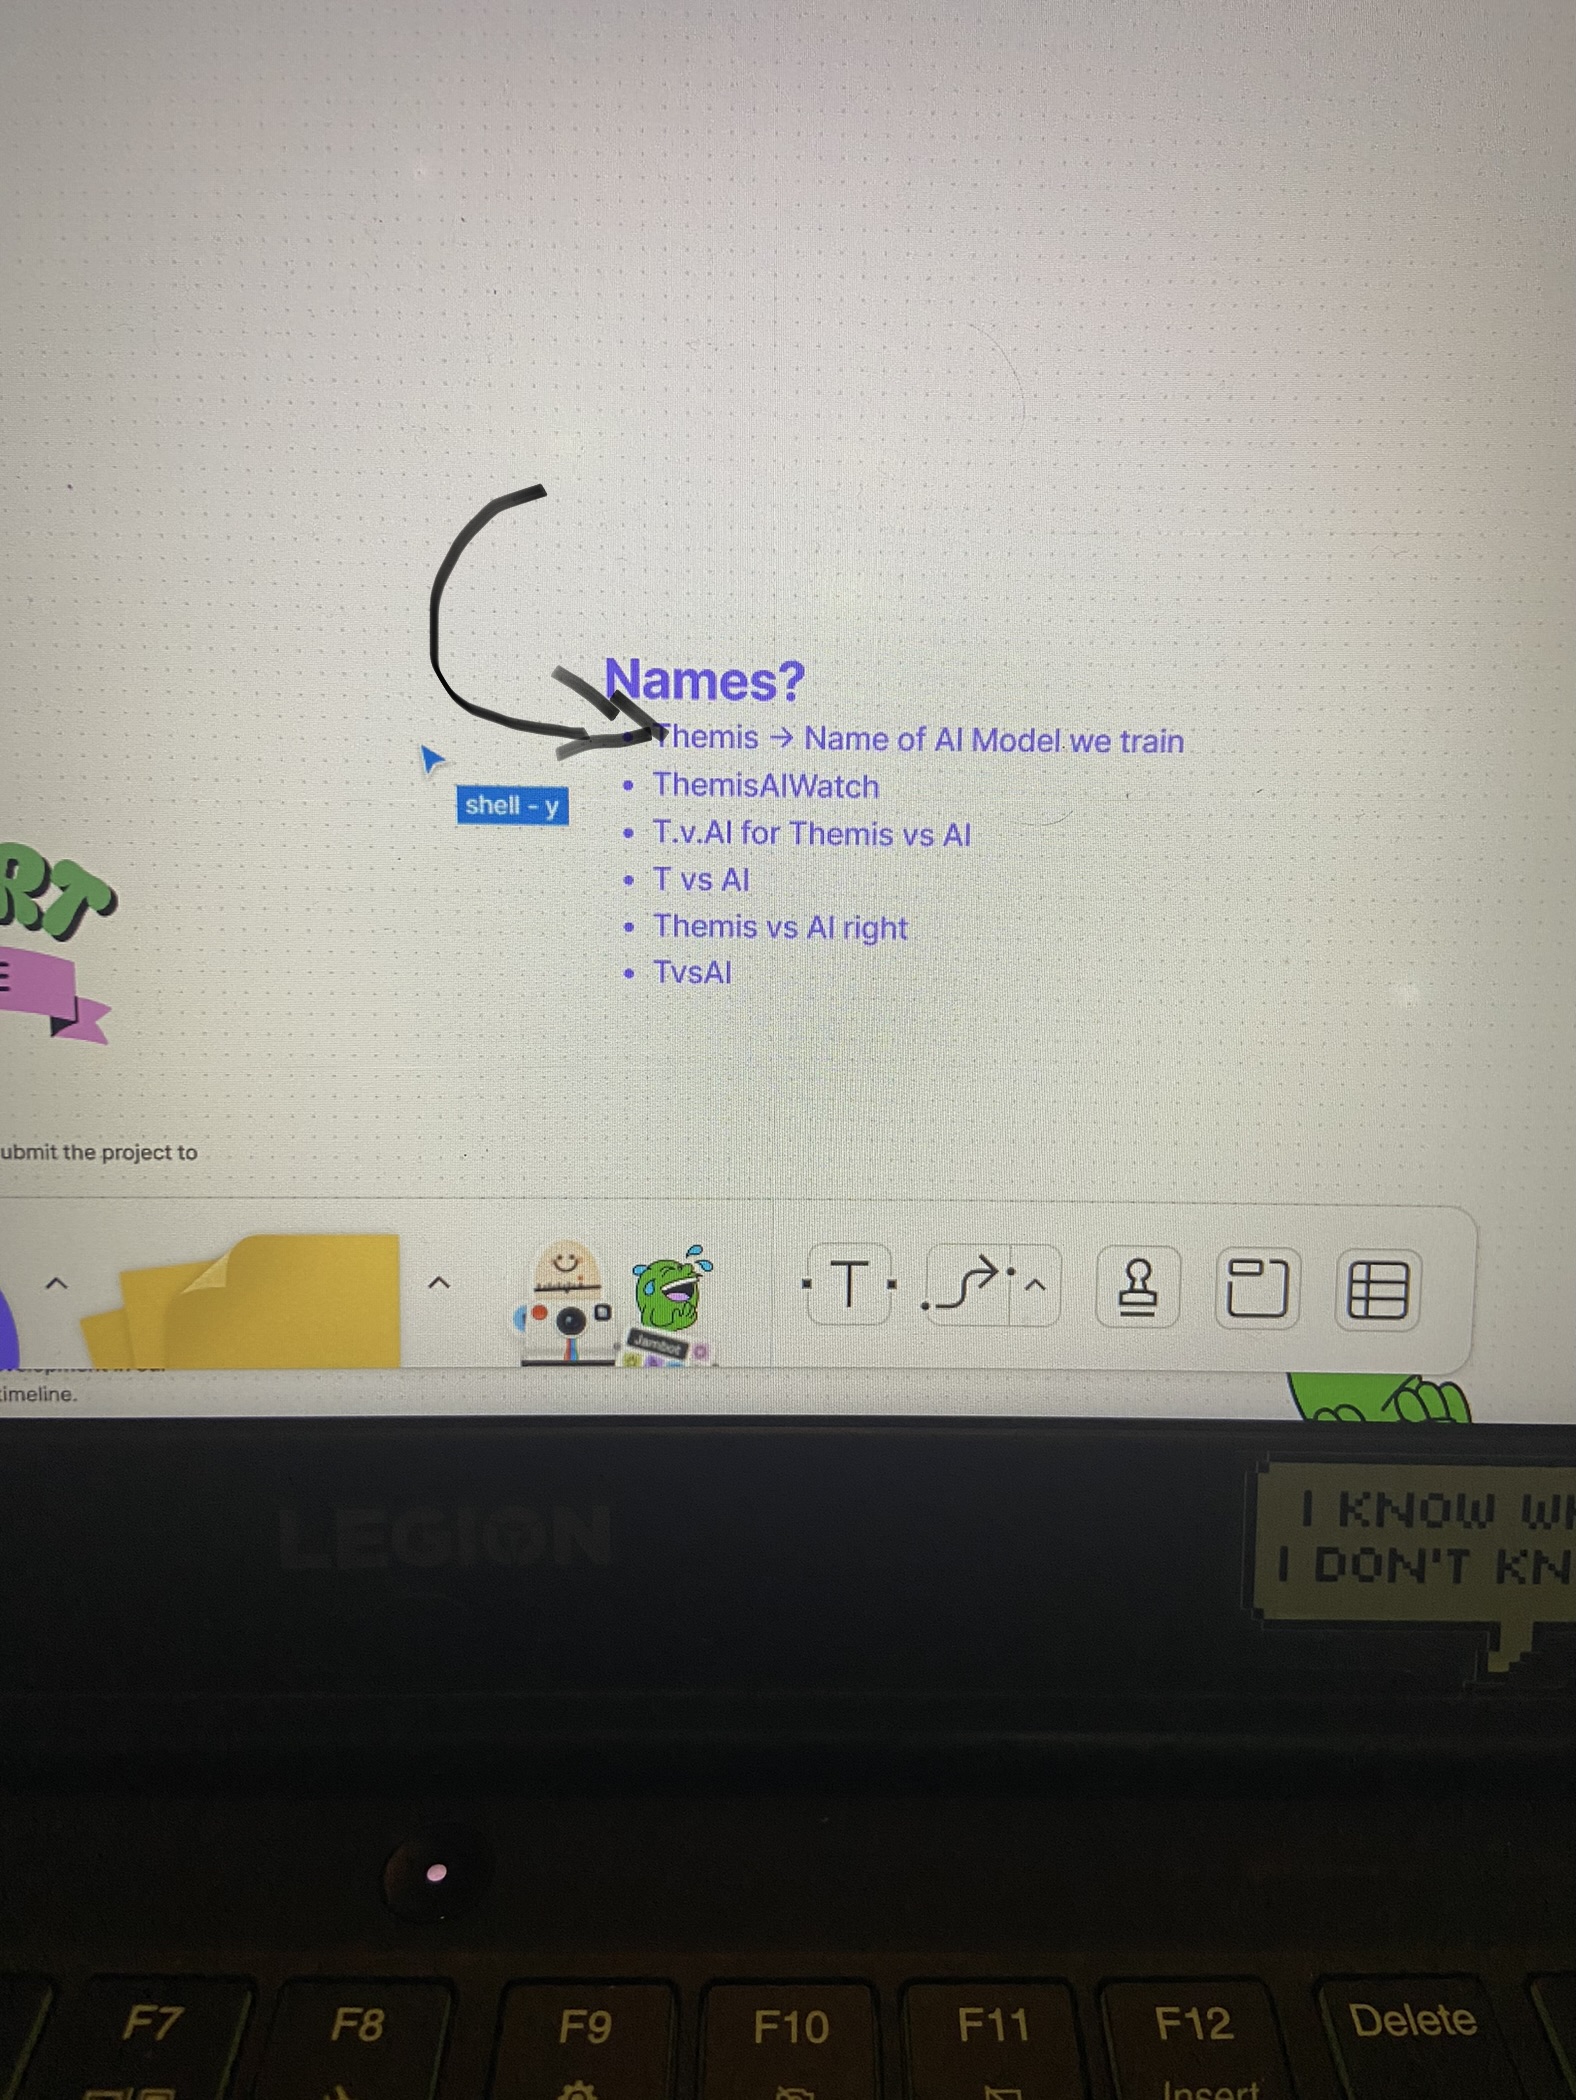 Names?
Themis → Name of AI Model we train
ThemisAIWatch
shell - y
T.v.AI for Themis vs AI
T vs AI
Themis vs AI right
TvsAI
RT
E
ubmit the project to
T
Jambot
imeline.
LEGION
I KNOW WH
I DON'T KN
F7
F8
F9
F10
F11
F12
Delete
Insert